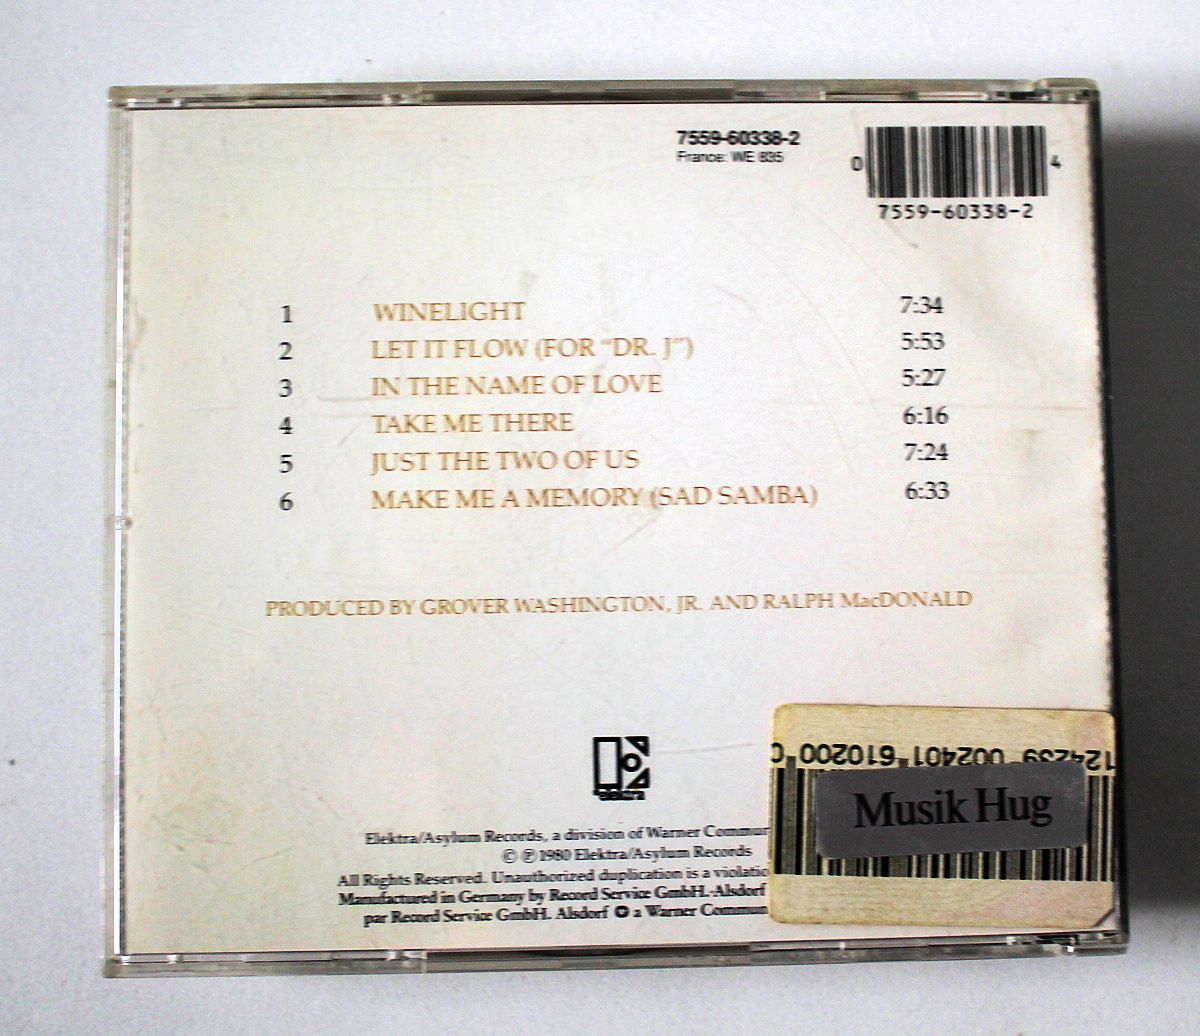 7559-60338-2
France: WE 835
0 4
7559-60338-2
1 WINELIGHT 7:34
2 LET IT FLOW (FOR “DR. J”) 5:53
3 IN THE NAME OF LOVE 5:27
4 TAKE ME THERE 6:16
5 JUST THE TWO OF US 7:24
6 MAKE ME A MEMORY (SAD SAMBA) 6:33
PRODUCED BY GROVER WASHINGTON, JR. AND RALPH MacDONALD
elektra
124239 002401 610200
Musik Hug
Elektra/Asylum Records, a division of Warner Commun
© ℗ 1980 Elektra/Asylum Records
All Rights Reserved. Unauthorized duplication is a violatio
Manufactured in Germany by Record Service GmbH.-Alsdorf
par Record Service GmbH. Alsdorf a Warner Commun